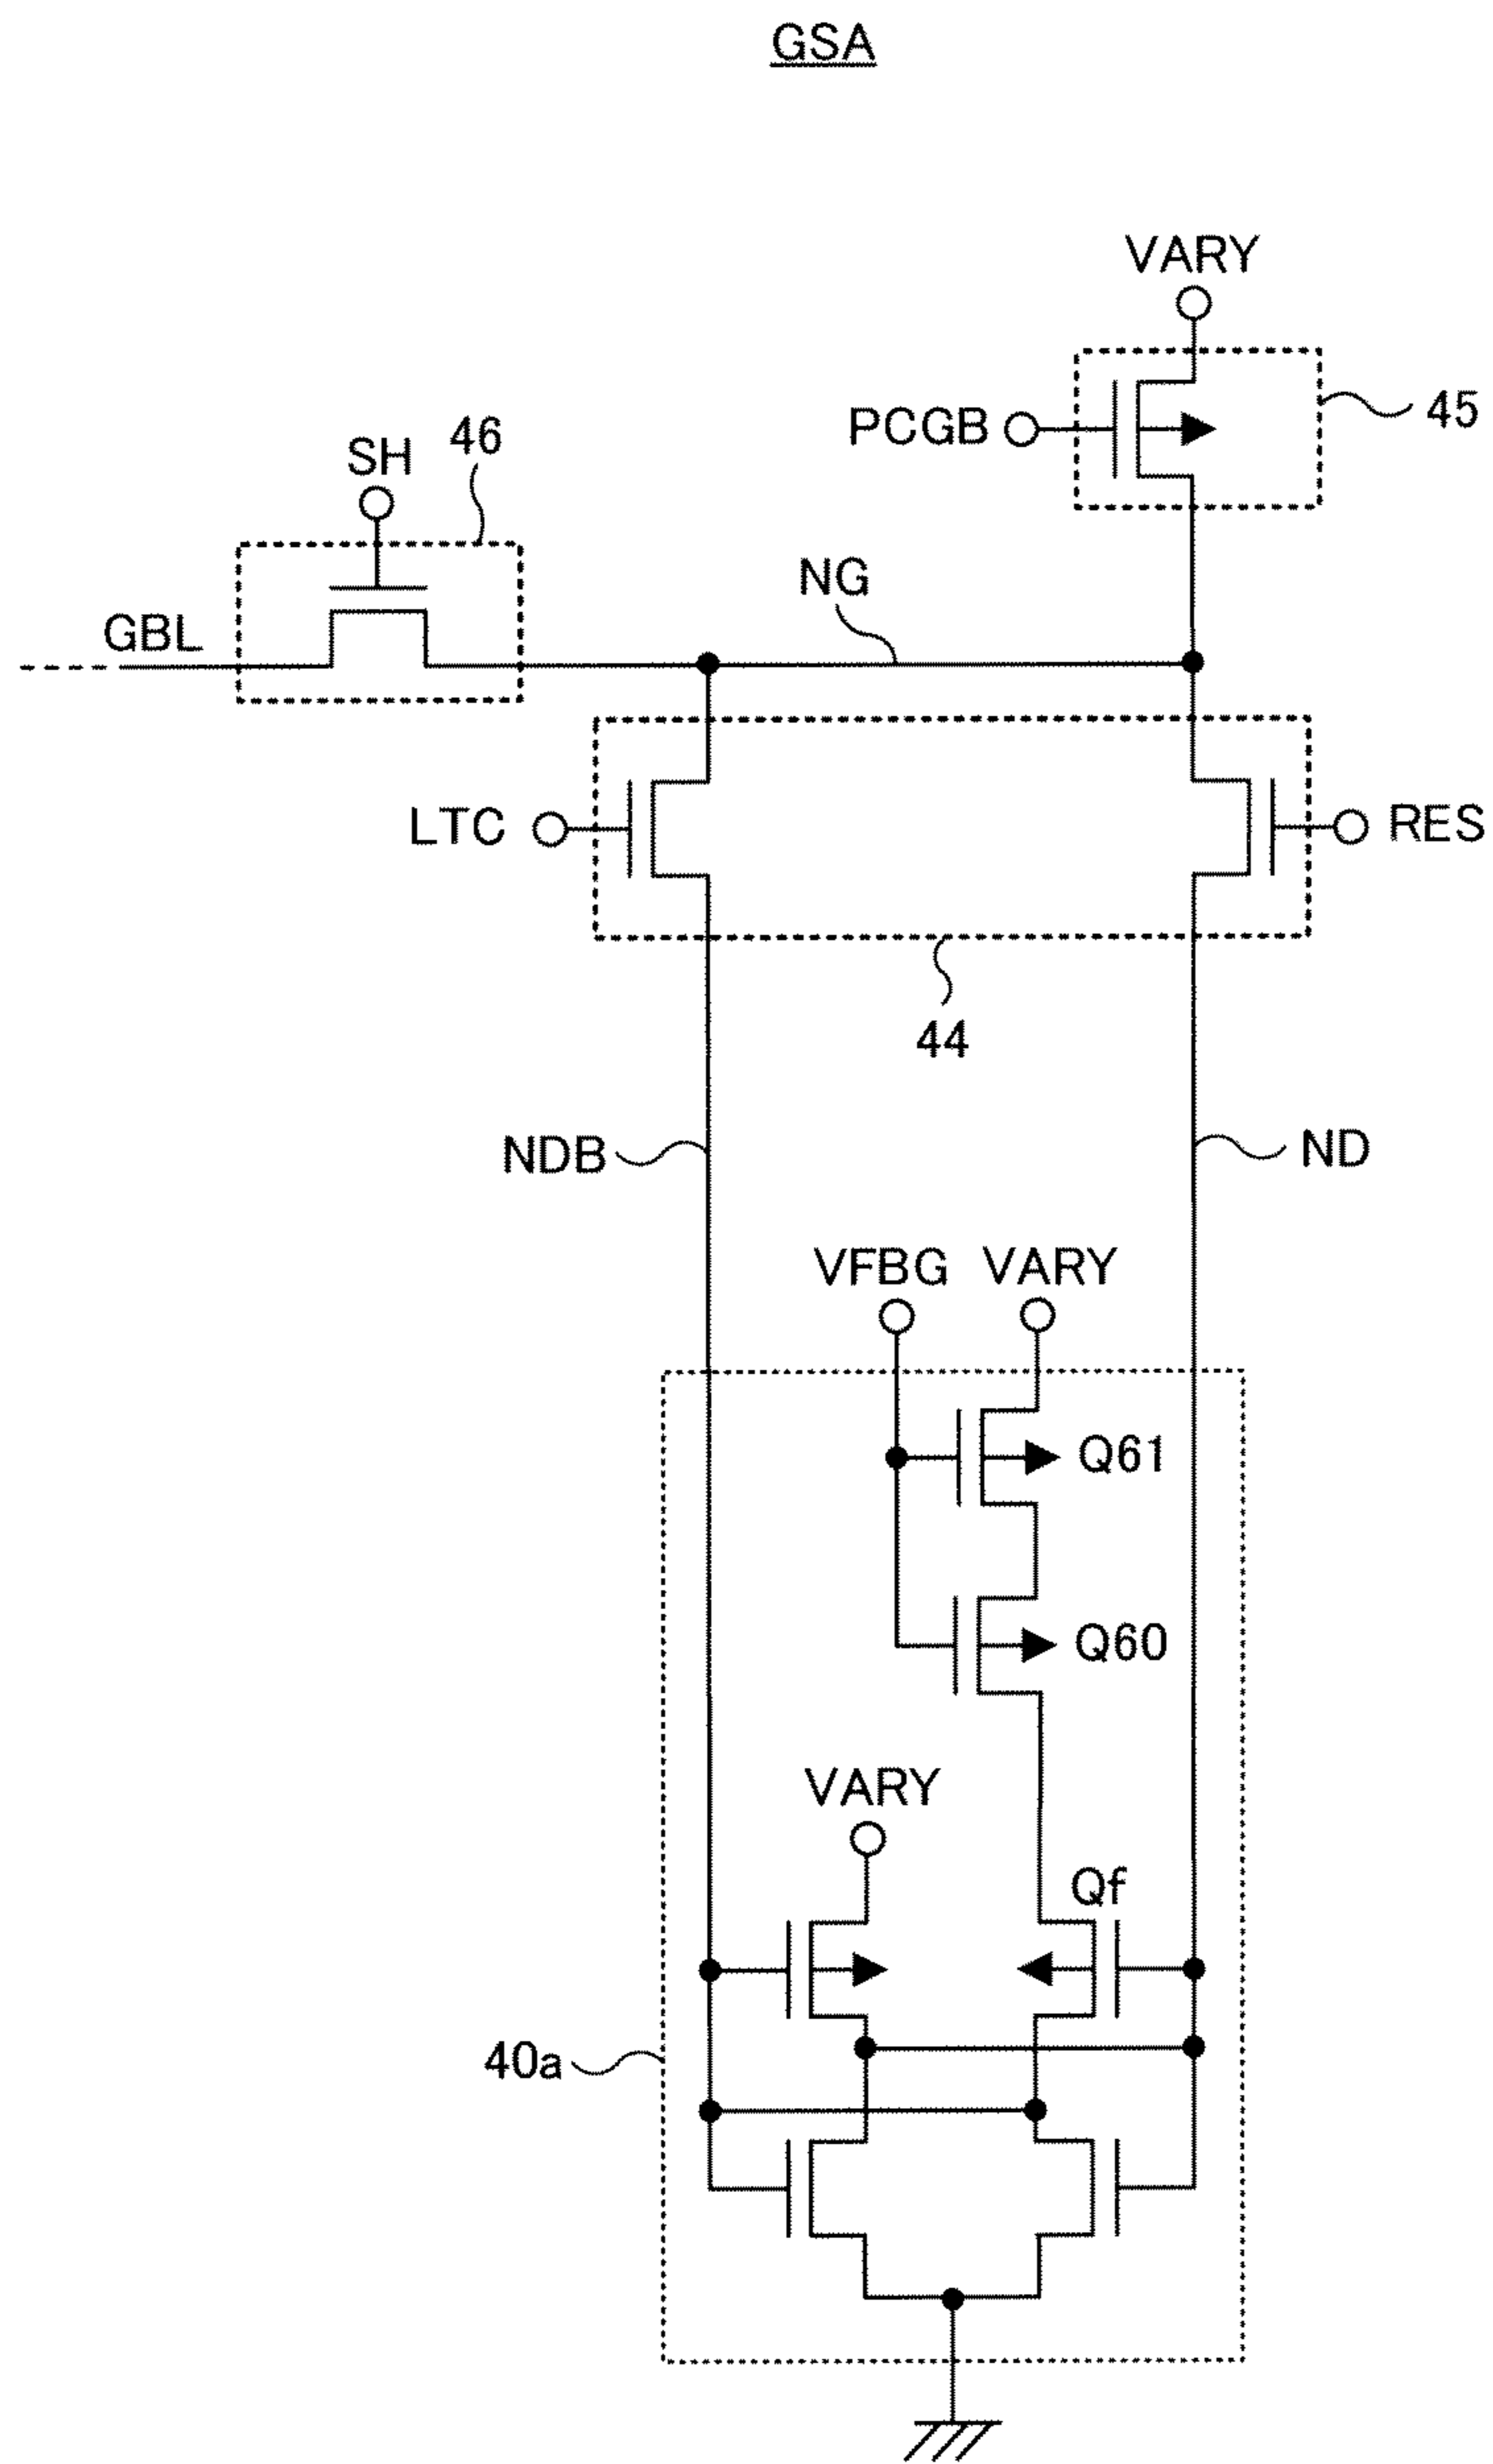 GSA
VARY
PCGB
45
SH
46
GBL
NG
LTC
RES
44
NDB
ND
VFBG
VARY
Q61
Q60
VARY
Qf
40a